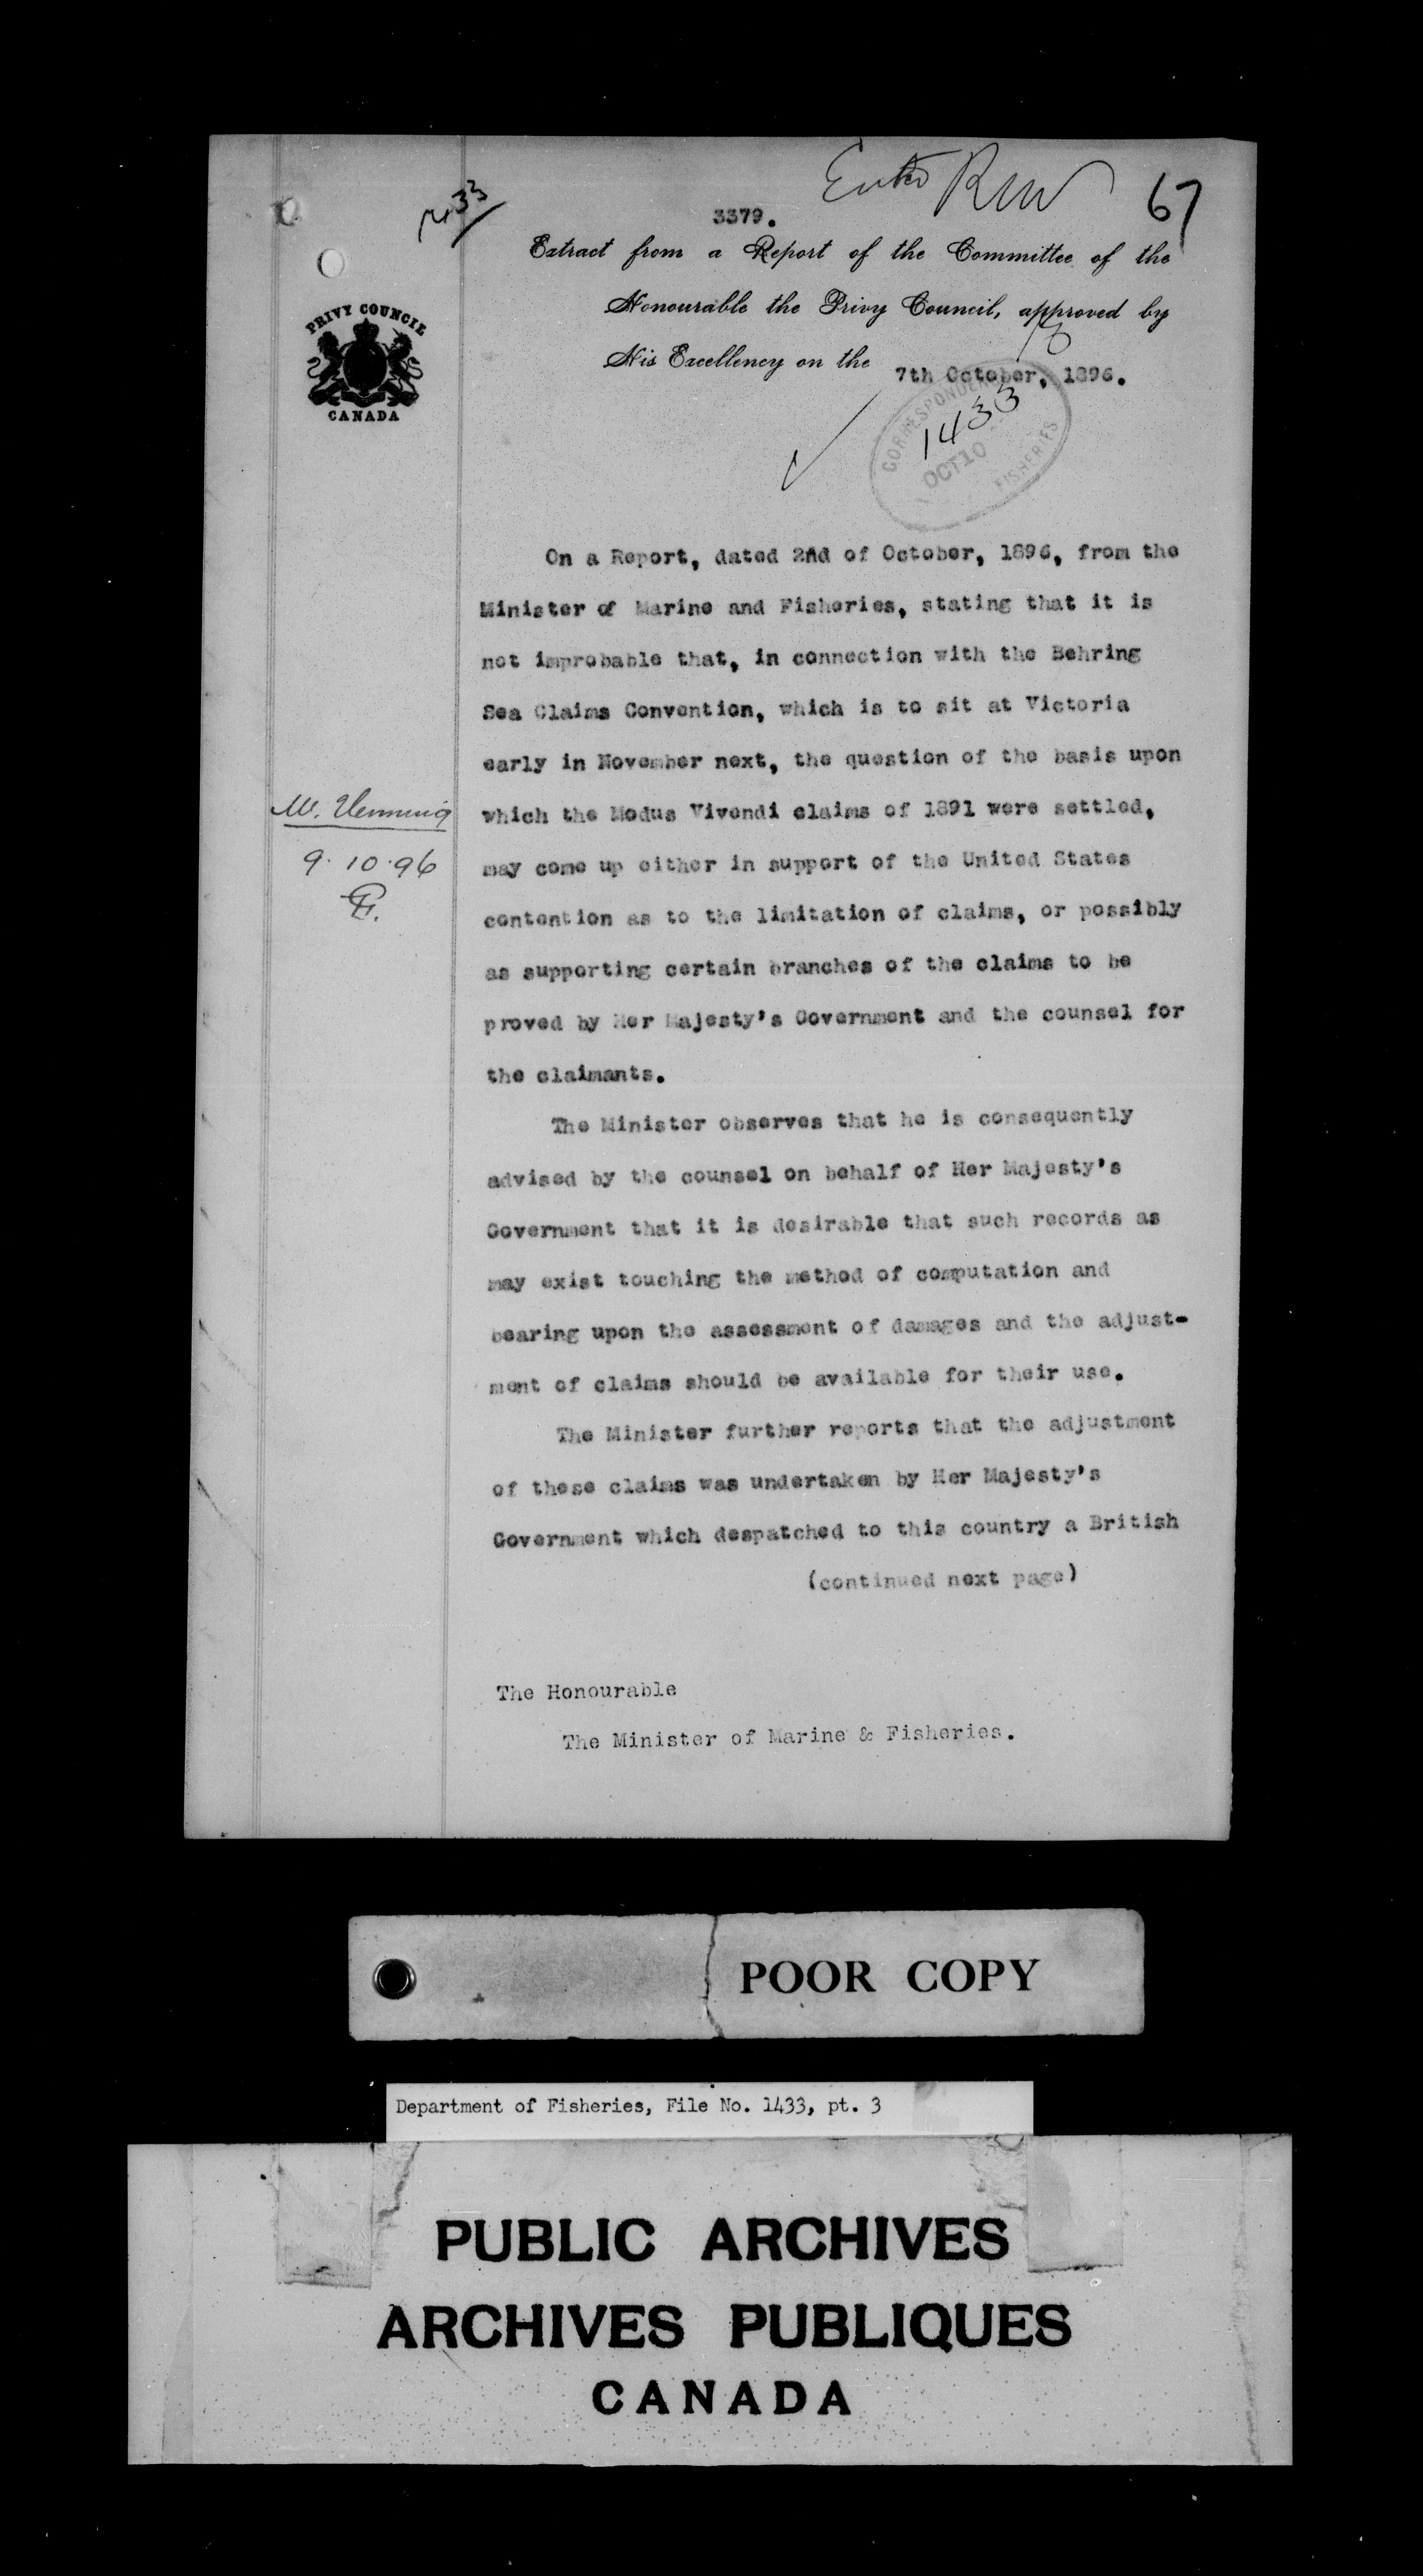 67
1433
3379.
Extract from a Report of the Committee of the
Honourable the Privy Council, approved by
His Excellency on the
7th October, 1896.
PRIVY COUNCIL
CANADA
CORRESPONDENCE
1433
OCT 10
FISHERIES
On a Report, dated 2nd of October, 1896, from the
Minister of Marine and Fisheries, stating that it is
not improbable that, in connection with the Behring
Sea Claims Convention, which is to sit at Victoria
early in November next, the question of the basis upon
which the Modus Vivendi claims of 1891 were settled,
may come up either in support of the United States
contention as to the limitation of claims, or possibly
as supporting certain branches of the claims to be
proved by Her Majesty's Government and the counsel for
the claimants.
9.10.96
The Minister observes that he is consequently
advised by the counsel on behalf of Her Majesty's
Government that it is desirable that such records as
may exist touching the method of computation and
bearing upon the assessment of damages and the adjust-
ment of claims should be available for their use.
The Minister further reports that the adjustment
of these claims was undertaken by Her Majesty's
Government which despatched to this country a British
(continued next page)
The Honourable
The Minister of Marine & Fisheries.
POOR COPY
Department of Fisheries, File No. 1433, pt. 3
PUBLIC ARCHIVES
ARCHIVES PUBLIQUES
CANADA